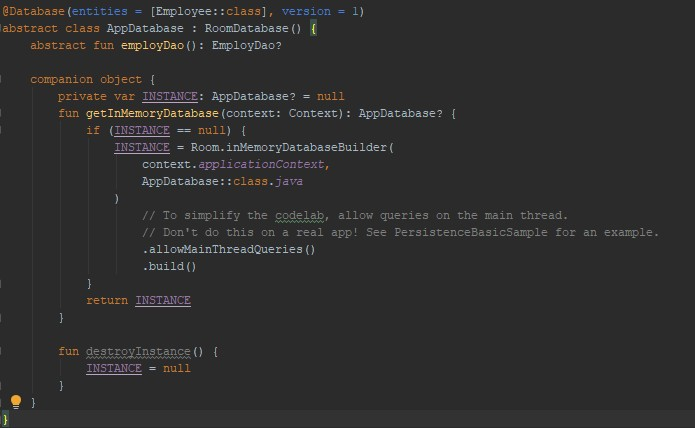 @Database(entities = [Employee::class], version = 1)
abstract class AppDatabase : RoomDatabase() {
    abstract fun employDao(): EmployDao?

    companion object {
        private var INSTANCE: AppDatabase? = null
        fun getInMemoryDatabase(context: Context): AppDatabase? {
            if (INSTANCE == null) {
                INSTANCE = Room.inMemoryDatabaseBuilder(
                    context.applicationContext,
                    AppDatabase::class.java
                )
                    // To simplify the codelab, allow queries on the main thread.
                    // Don't do this on a real app! See PersistenceBasicSample for an example.
                    .allowMainThreadQueries()
                    .build()
            }
            return INSTANCE
        }

        fun destroyInstance() {
            INSTANCE = null
        }
    }
}